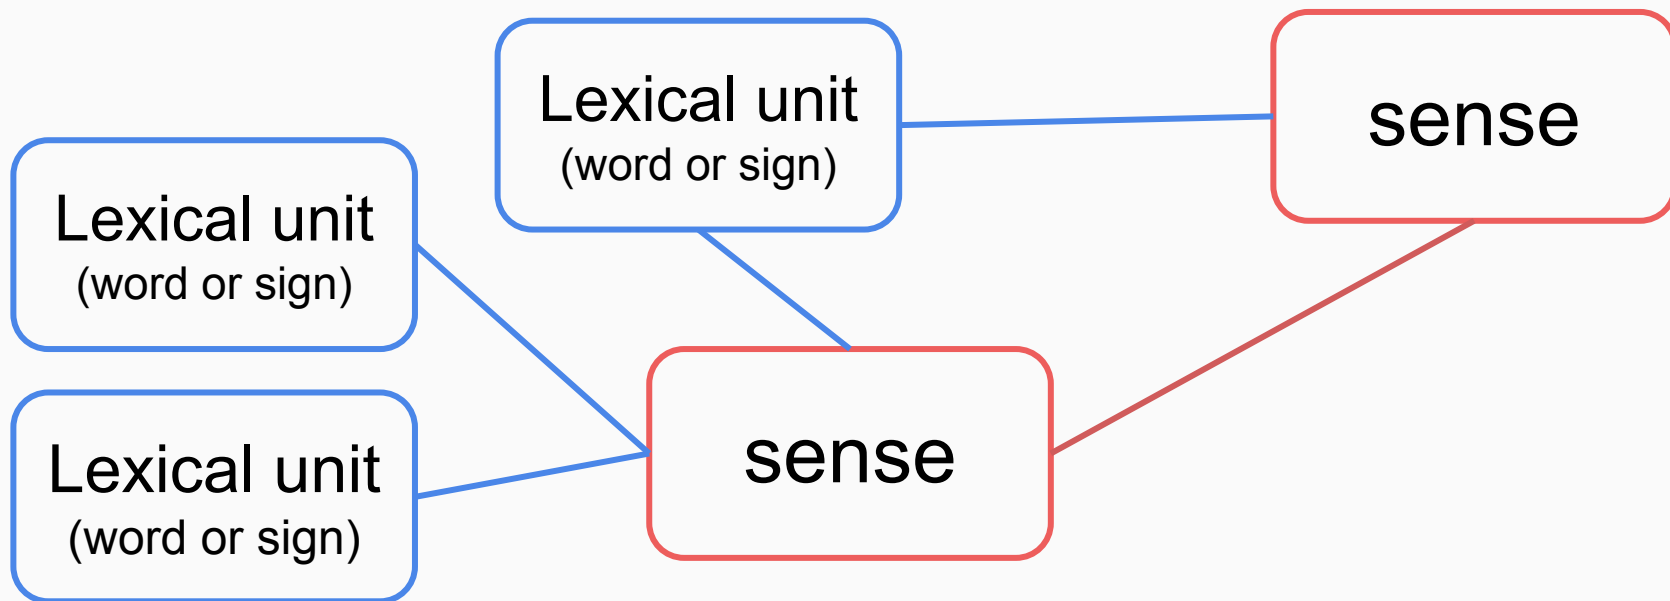 Lexical unit
(word or sign)
sense
Lexical unit
(word or sign)
Lexical unit
(word or sign)
sense